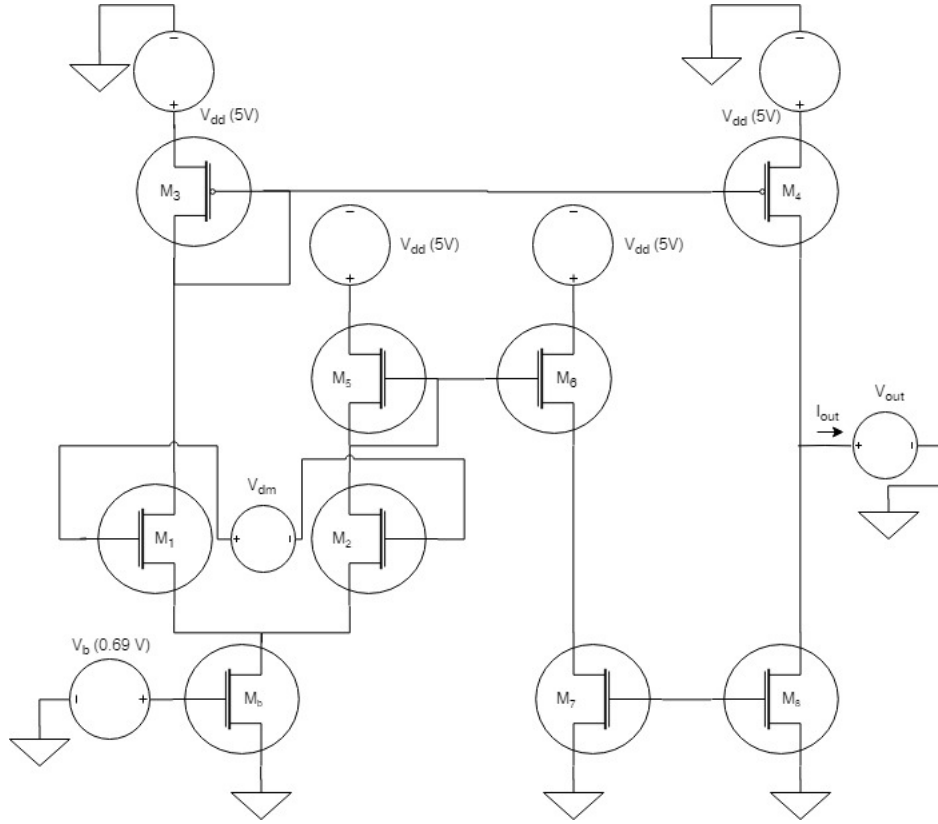 V_dd (5V)
V_dd (5V)
M_3
M_4
V_dd (5V)
V_dd (5V)
M_5
M_6
V_out
I_out
V_dm
M_1
M_2
V_b (0.69 V)
M_b
M_7
M_8